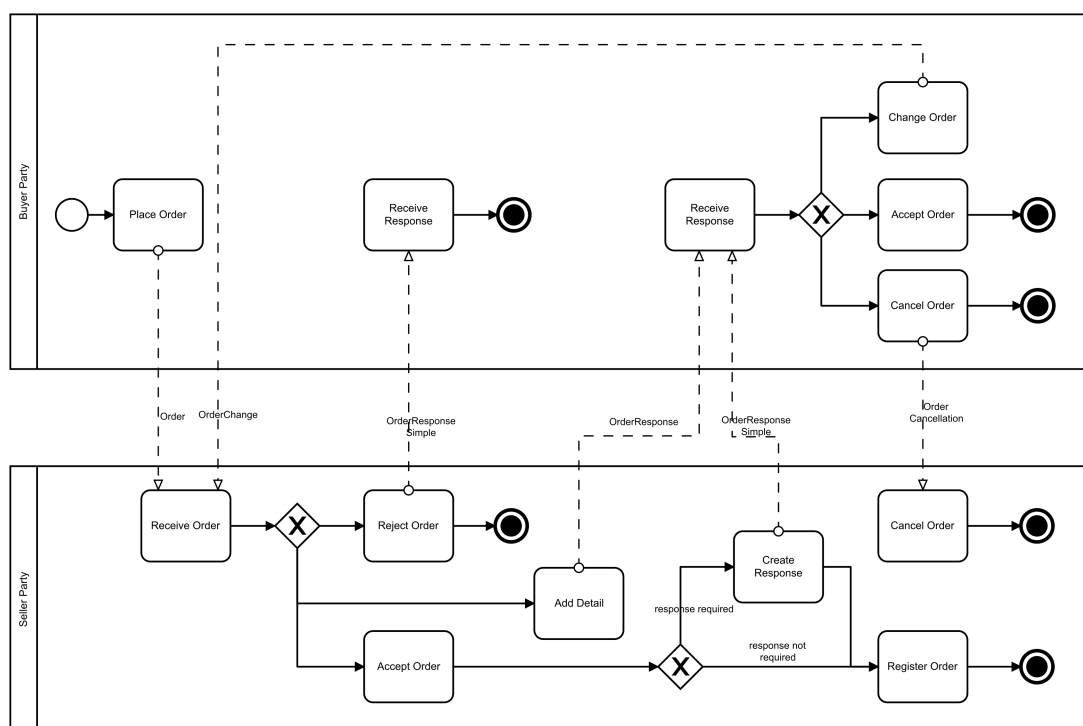 Buyer Party
Change Order
Place Order
Receive
Response
Receive
Response
Accept Order
Cancel Order
Order
OrderChange
OrderResponse
Simple
OrderResponse
OrderResponse
Simple
Order
Cancellation
Seller Party
Receive Order
Reject Order
Cancel Order
Create
Response
Add Detail
response required
response not
required
Accept Order
Register Order